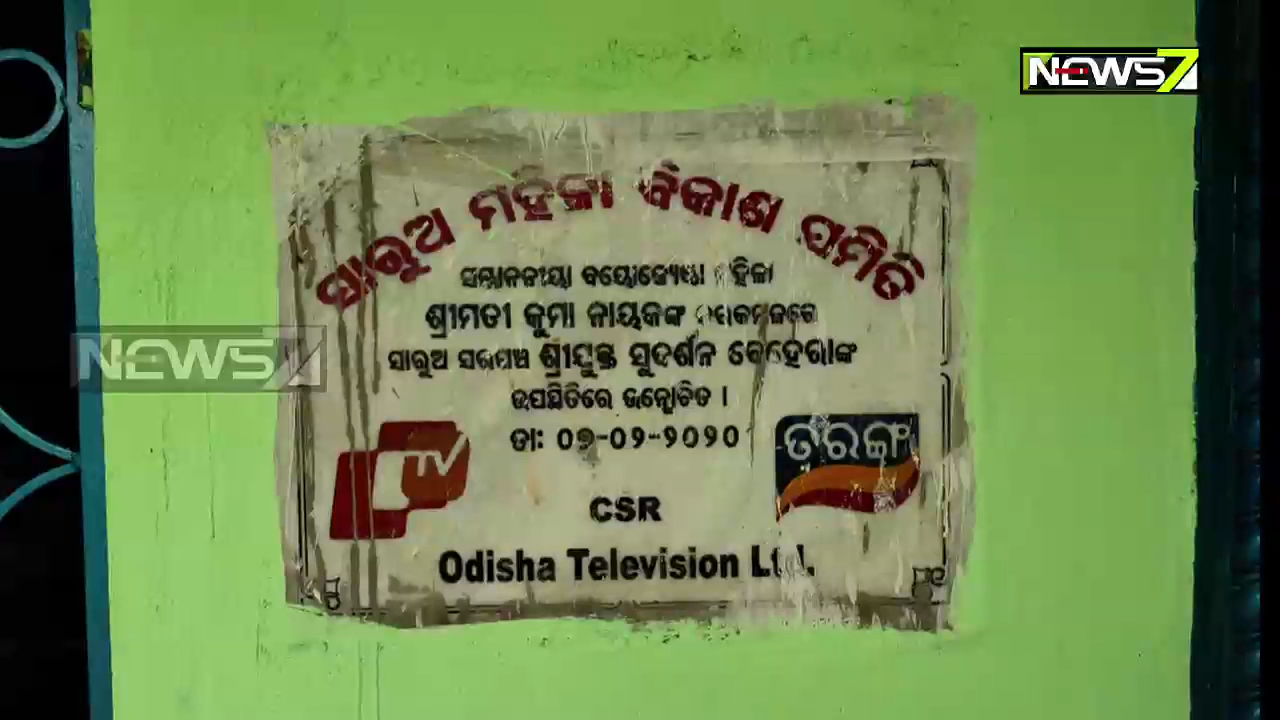 NEWS7
ସାରୁଅ ମହିଳା ବିକାଶ ସମିତି
ସମ୍ମାନନୀୟା ବୟୋଜ୍ୟେଷ୍ଠା ମହିଳା
ଶ୍ରୀମତୀ କୁମା ନାୟକଙ୍କ କରକମଳରେ
ସାରୁଅ ସରପଞ୍ଚ ଶ୍ରୀଯୁକ୍ତ ସୁଦର୍ଶନ ବେହେରାଙ୍କ
NEWS7
ଉପସ୍ଥିତିରେ ଉନ୍ମୋଚିତ ।
ତା: ୦୭-୦୨-୨୦୨୦
OTV
ତରଙ୍ଗ
CSR
Odisha Television Ltd.